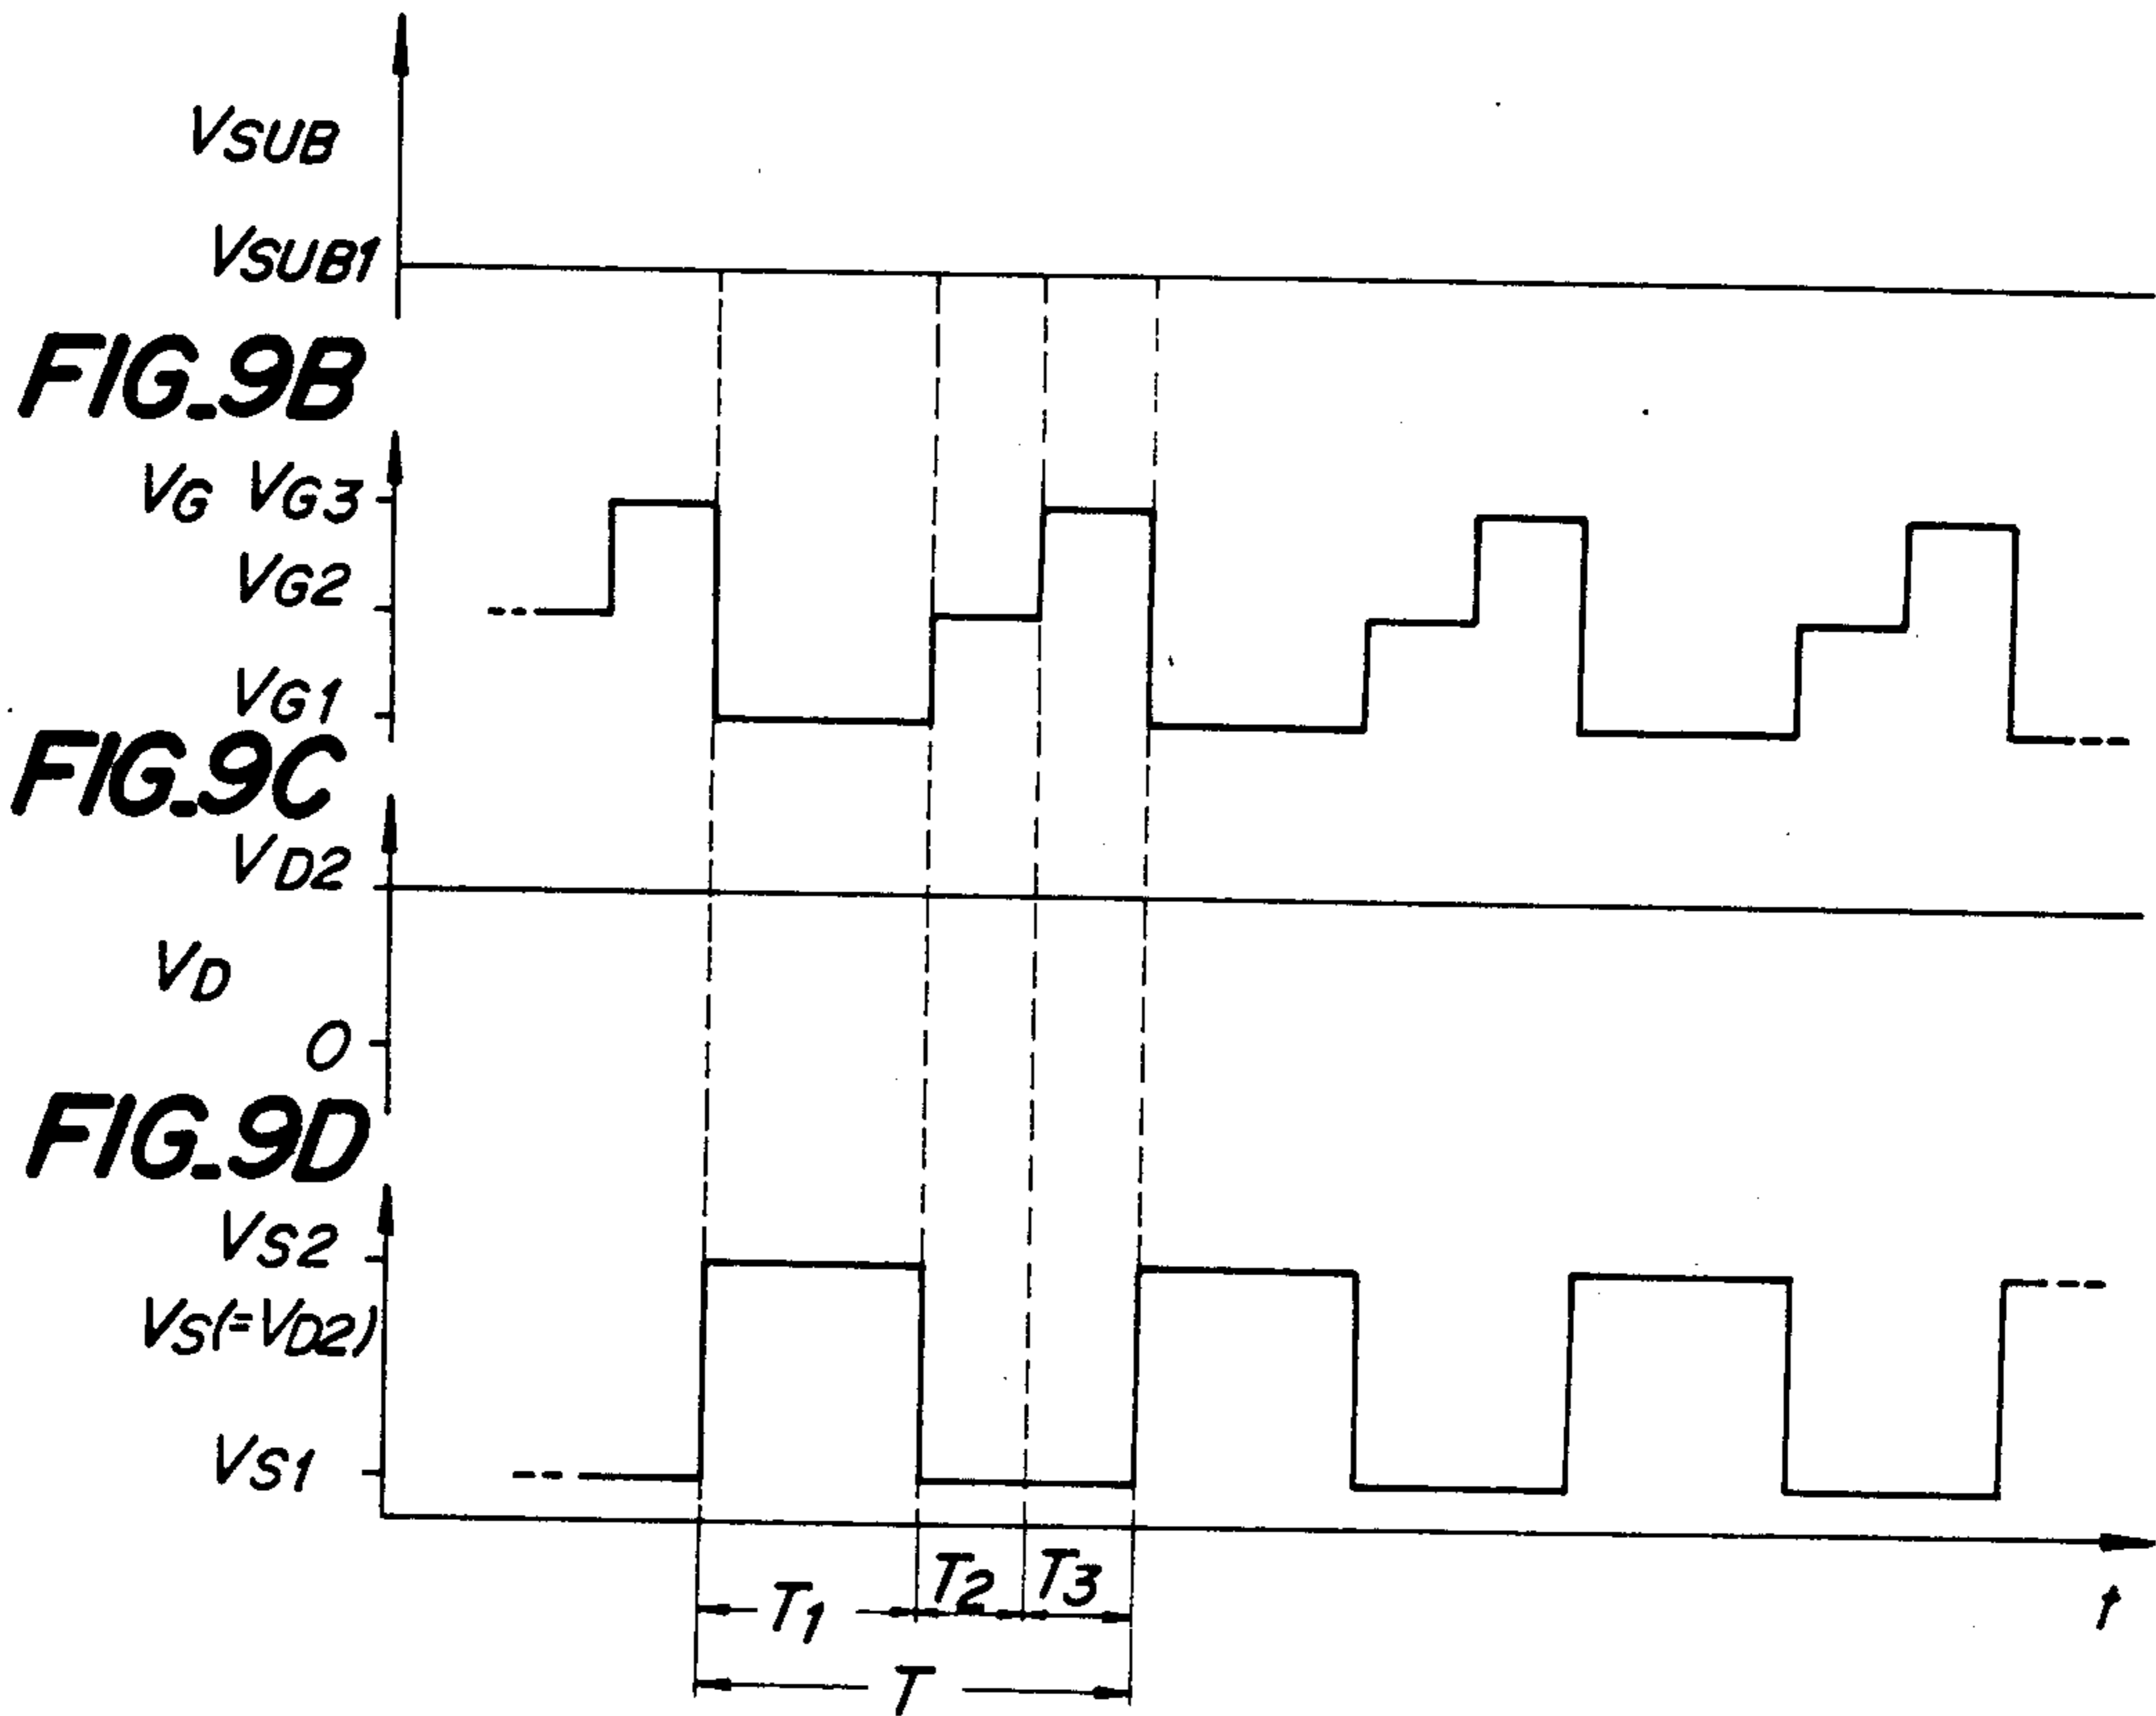 VSUB
VSUB1
FIG_9B
VG VG3
VG2
VG1
FIG_9C
VD2
VD
0
FIG_9D
VS2
VS(=VD2)
VS1
T1 T2 T3
t
T